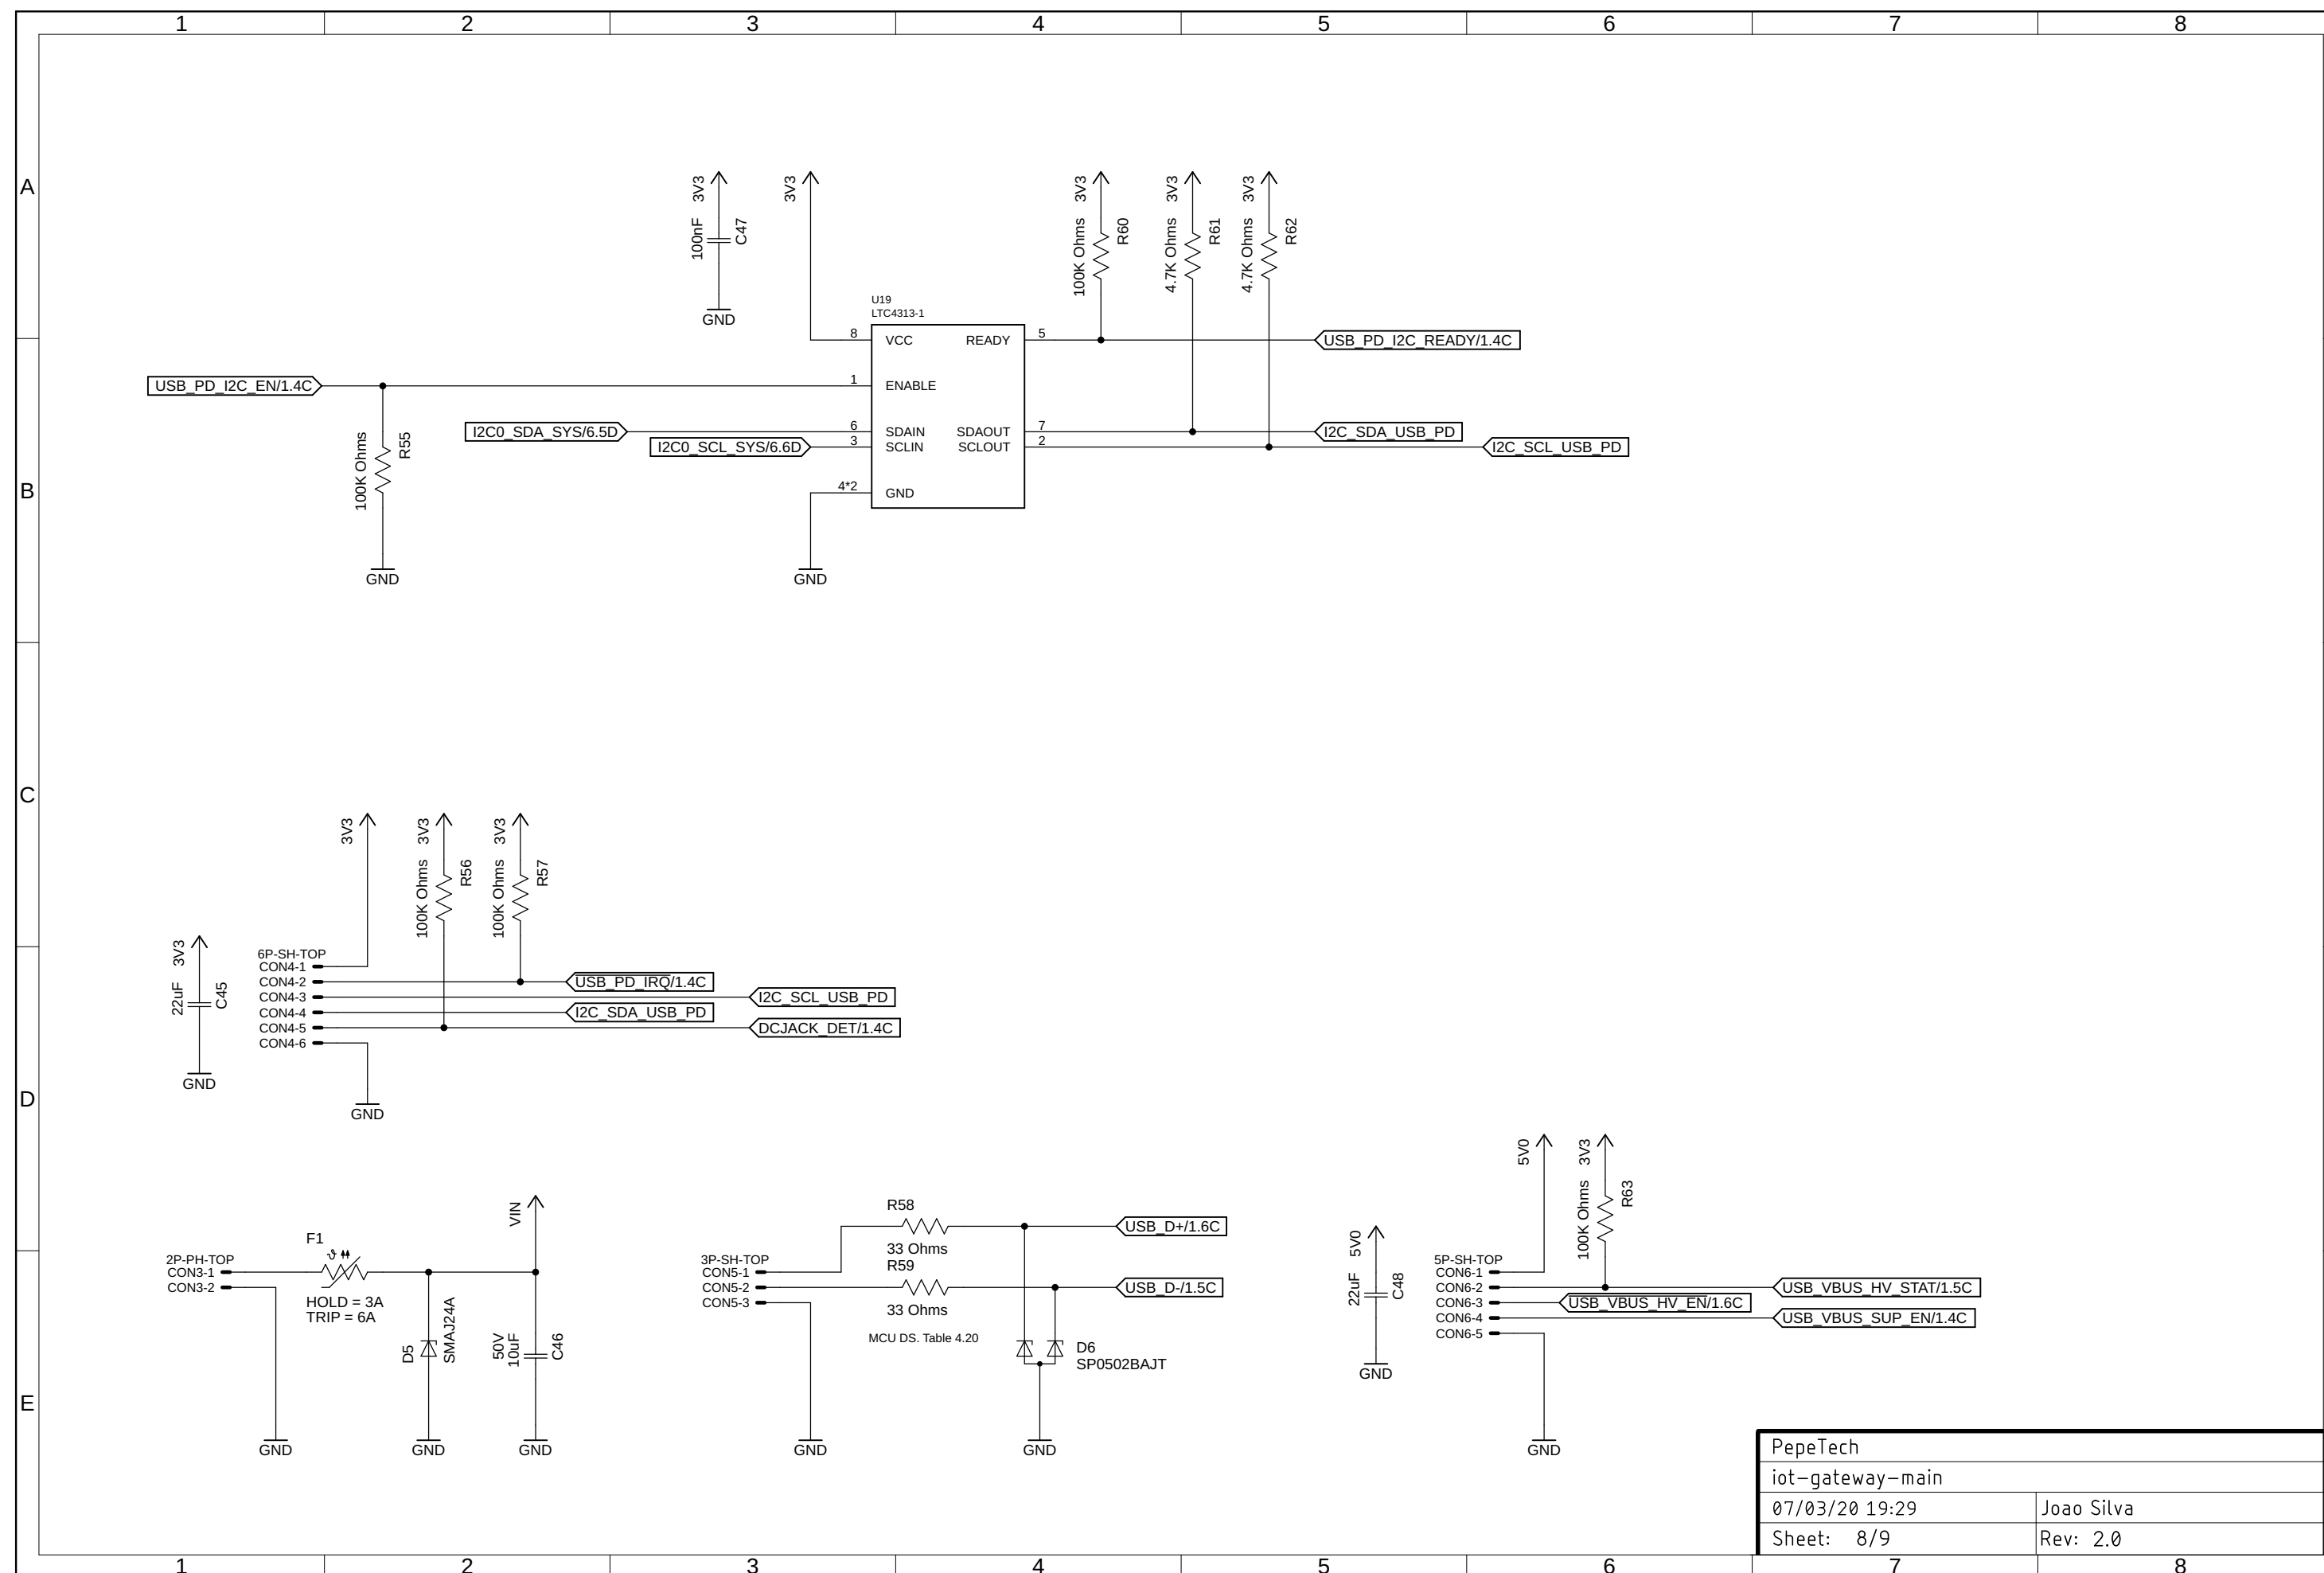 1 2 3 4 5 6 7 8
A
3V3
100nF
C47
3V3
3V3
100K Ohms
R60
3V3
4.7K Ohms
R61
3V3
4.7K Ohms
R62
GND
U19
LTC4313-1
8 VCC READY 5
USB_PD_I2C_READY/1.4C
USB_PD_I2C_EN/1.4C
1 ENABLE
I2C0_SDA_SYS/6.5D
6 SDAIN SDAOUT 7
I2C_SDA_USB_PD
I2C0_SCL_SYS/6.6D
3 SCLIN SCLOUT 2
I2C_SCL_USB_PD
100K Ohms
R55
B
4*2 GND
GND
GND
C
3V3
3V3
100K Ohms
R56
3V3
100K Ohms
R57
3V3
22uF
C45
GND
6P-SH-TOP
CON4-1
CON4-2 USB_PD_IRQ/1.4C
CON4-3 I2C_SCL_USB_PD
CON4-4 I2C_SDA_USB_PD
CON4-5 DCJACK_DET/1.4C
CON4-6
GND
D
2P-PH-TOP
CON3-1
CON3-2
F1
ϑ
HOLD = 3A
TRIP = 6A
VIN
D5
SMAJ24A
50V
10uF
C46
GND
GND
GND
3P-SH-TOP
CON5-1
CON5-2
CON5-3
R58
33 Ohms
R59
33 Ohms
MCU DS. Table 4.20
USB_D+/1.6C
USB_D-/1.5C
D6
SP0502BAJT
GND
GND
5V0
22uF
C48
GND
5V0
3V3
100K Ohms
R63
5P-SH-TOP
CON6-1
CON6-2 USB_VBUS_HV_STAT/1.5C
CON6-3 USB_VBUS_HV_EN/1.6C
CON6-4 USB_VBUS_SUP_EN/1.4C
CON6-5
GND
E
PepeTech
iot-gateway-main
07/03/20 19:29 Joao Silva
Sheet: 8/9 Rev: 2.0
1 2 3 4 5 6 7 8